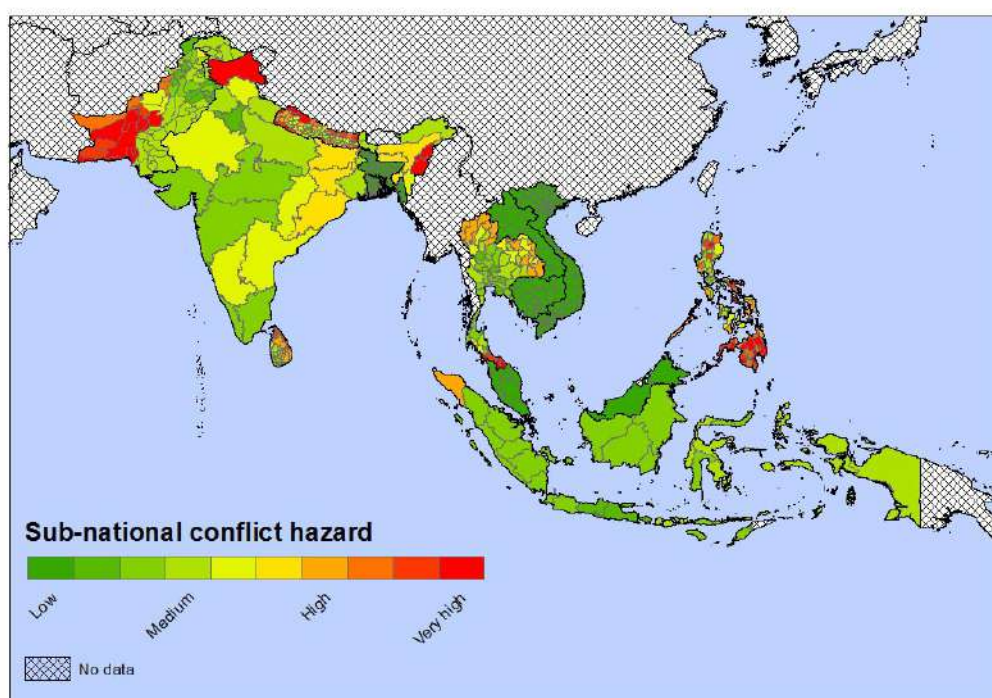 Sub-national conflict hazard
Low
Medium
High
Very high
No data